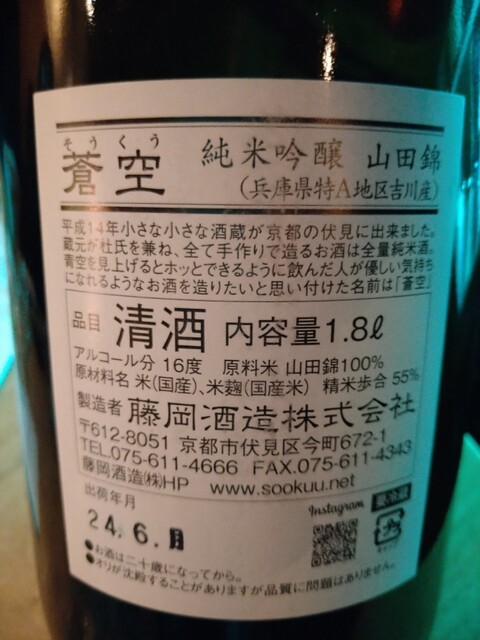 そうくう
蒼空 純米吟醸 山田錦
(兵庫県特A地区吉川産)
平成14年小さな小さな酒蔵が京都の伏見に出来ました。
蔵元が杜氏を兼ね、全て手作りで造るお酒は全量純米酒。
青空を見上げるとホッとできるように飲んだ人が優しい気持ち
になれるようなお酒を造りたいと思い付けた名前は「蒼空」
品目 清酒 内容量1.8ℓ
アルコール分 16度 原料米 山田錦100%
原材料名 米(国産)、米麹(国産米) 精米歩合 55%
製造者 藤岡酒造株式会社
〒612-8051 京都市伏見区今町672-1
TEL.075-611-4666 FAX.075-611-4343
藤岡酒造㈱HP www.sookuu.net
出荷年月
Instagram
要冷蔵
24.6.
キャップ
●お酒は二十歳になってから。
●オリが沈殿することがありますが品質に問題はありません。